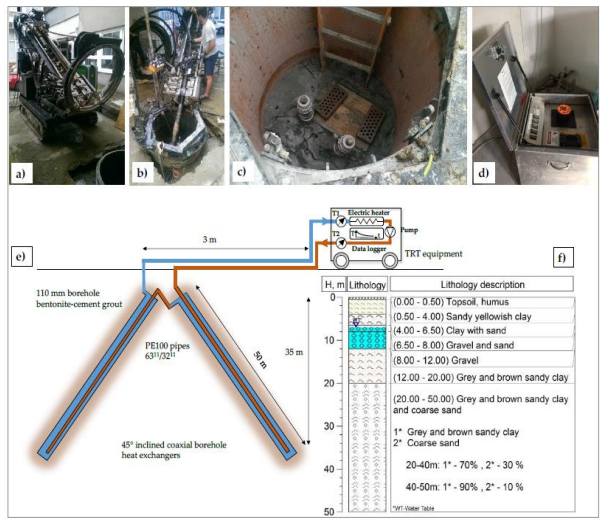 a)
b)
c)
d)
e)
f)
T1
Electric heater
T
t
Pump
T2
Data logger
TRT equipment
3 m
110 mm borehole
bentonite-cement grout
PE100 pipes
50 m
35 m
45° inclined coaxial borehole
heat exchangers
H, m
Lithology
Lithology description
0
10
20
30
40
50
(0.00 - 0.50) Topsoil, humus
(0.50 - 4.00) Sandy yellowish clay
(4.00 - 6.50) Clay with sand
(6.50 - 8.00) Gravel and sand
(8.00 - 12.00) Gravel
(12.00 - 20.00) Grey and brown sandy clay
(20.00 - 50.00) Grey and brown sandy clay
and coarse sand
1* Grey and brown sandy clay
2* Coarse sand
20-40m: 1* - 70% , 2* - 30 %
40-50m: 1* - 90% , 2* - 10 %
*WT-Water Table